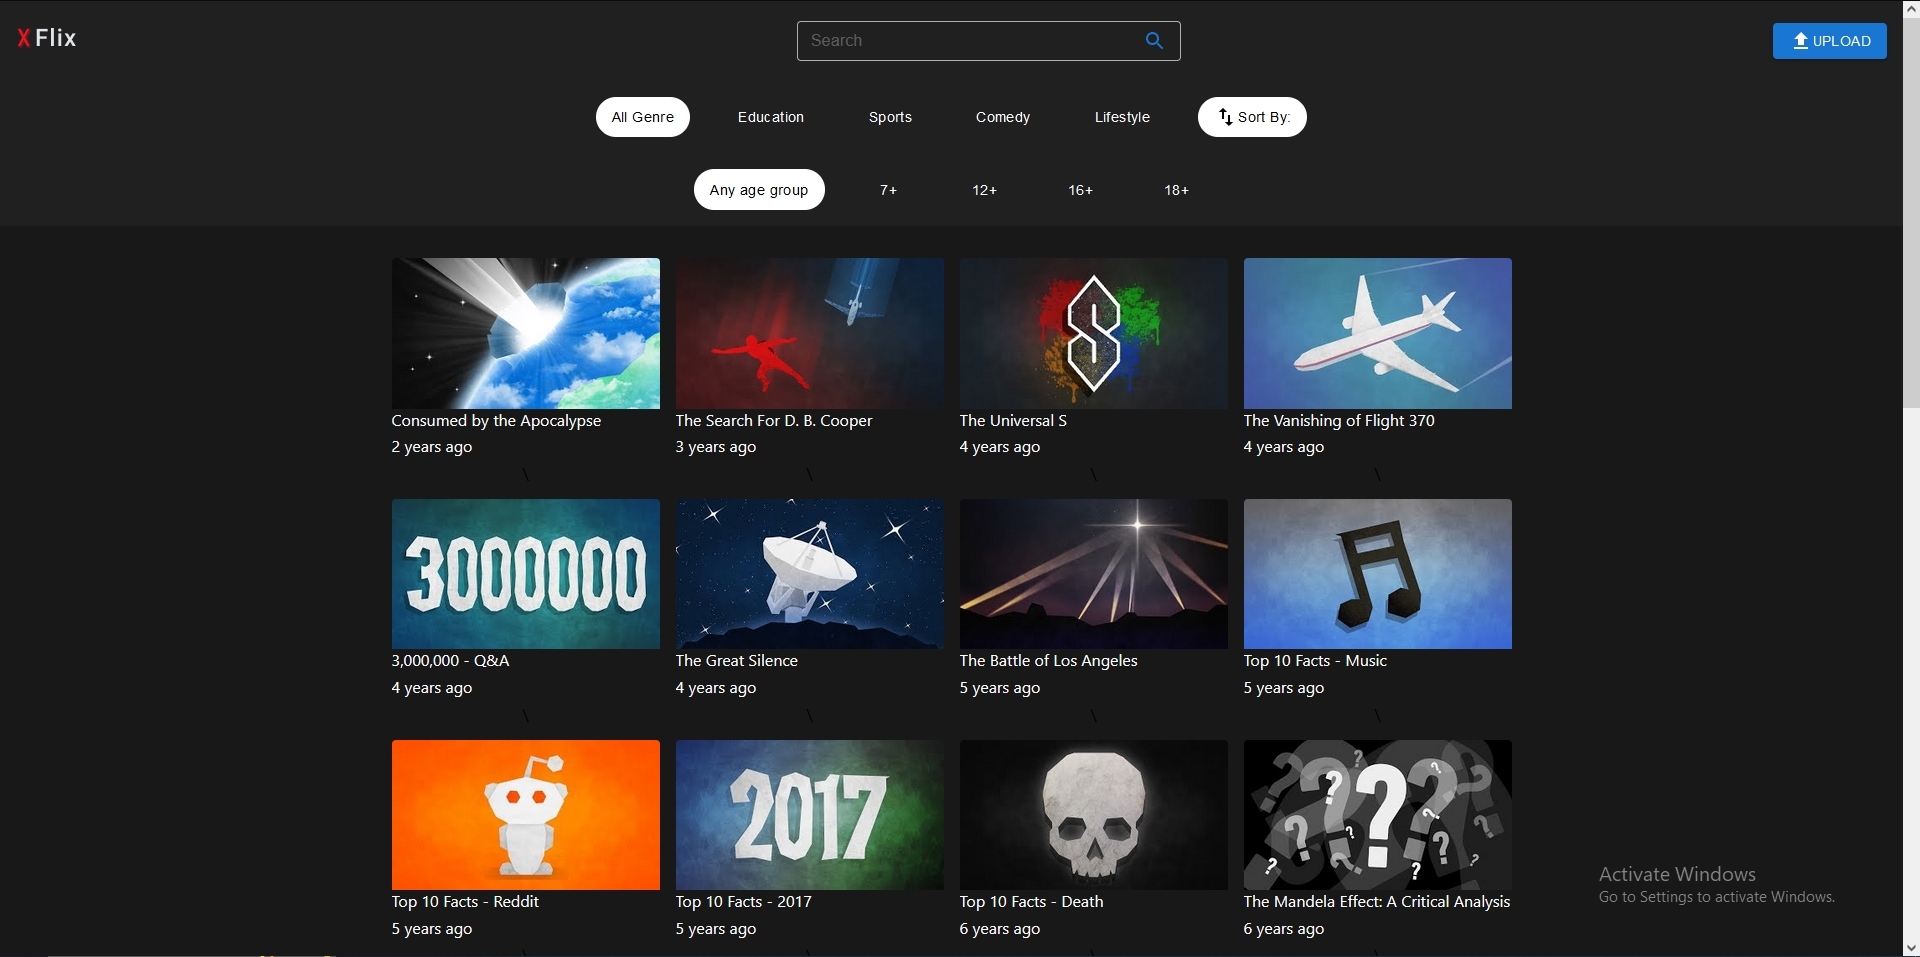 X Flix
Search
UPLOAD
All Genre Education Sports Comedy Lifestyle Sort By:
Any age group 7+ 12+ 16+ 18+
Consumed by the Apocalypse The Search For D. B. Cooper The Universal S The Vanishing of Flight 370
2 years ago 3 years ago 4 years ago 4 years ago
\ \ \ \
3000000
3,000,000 - Q&A The Great Silence The Battle of Los Angeles Top 10 Facts - Music
4 years ago 4 years ago 5 years ago 5 years ago
\ \ \ \
2017
? ? ? ? ? ? ? ? ? ? ? ? ?
Top 10 Facts - Reddit Top 10 Facts - 2017 Top 10 Facts - Death The Mandela Effect: A Critical Analysis
5 years ago 5 years ago 6 years ago 6 years ago
Activate Windows
Go to Settings to activate Windows.